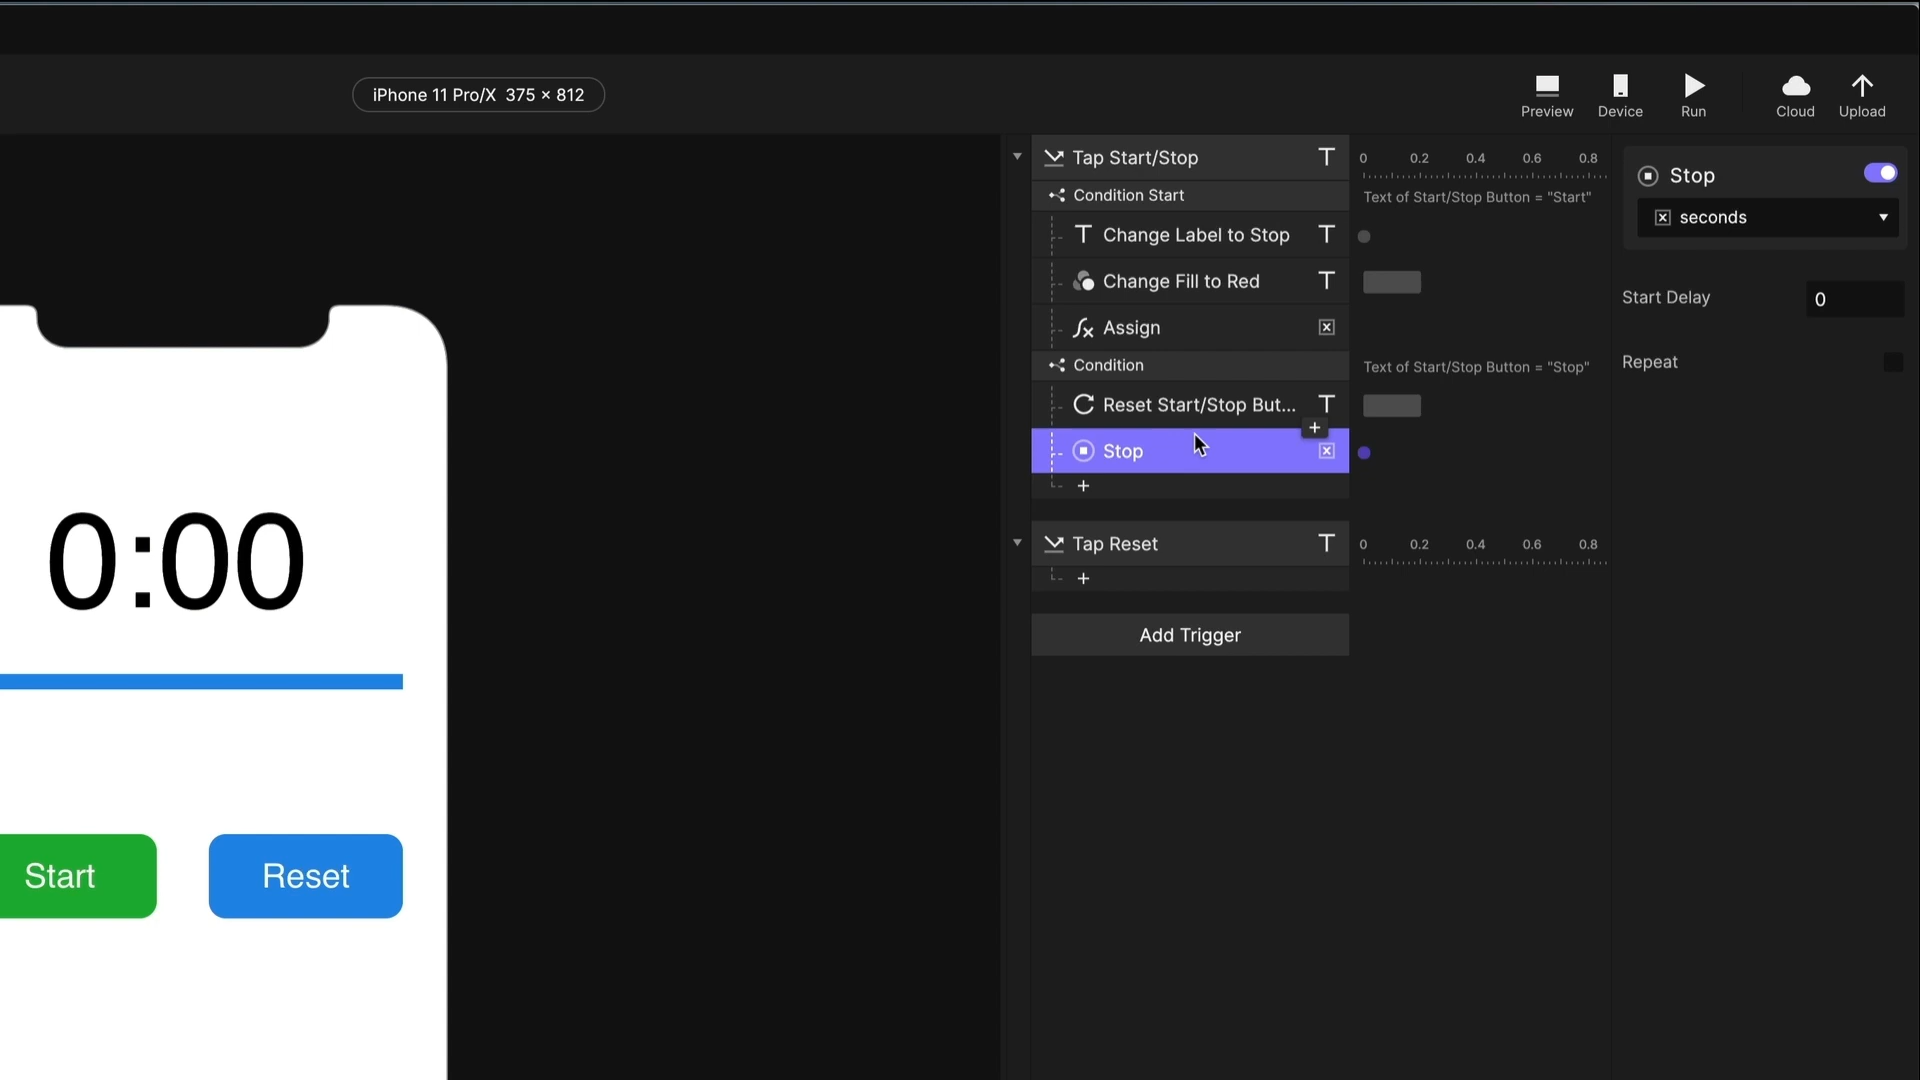 iPhone 11 Pro/X 375 × 812
Preview
Device
Run
Cloud
Upload
Tap Start/Stop
0 0.2 0.4 0.6 0.8
Condition Start
Text of Start/Stop Button = "Start"
Change Label to Stop
Change Fill to Red
Assign
Condition
Text of Start/Stop Button = "Stop"
Reset Start/Stop But...
Stop
Tap Reset
0 0.2 0.4 0.6 0.8
Add Trigger
Stop
seconds
Start Delay
0
Repeat
0:00
Start
Reset